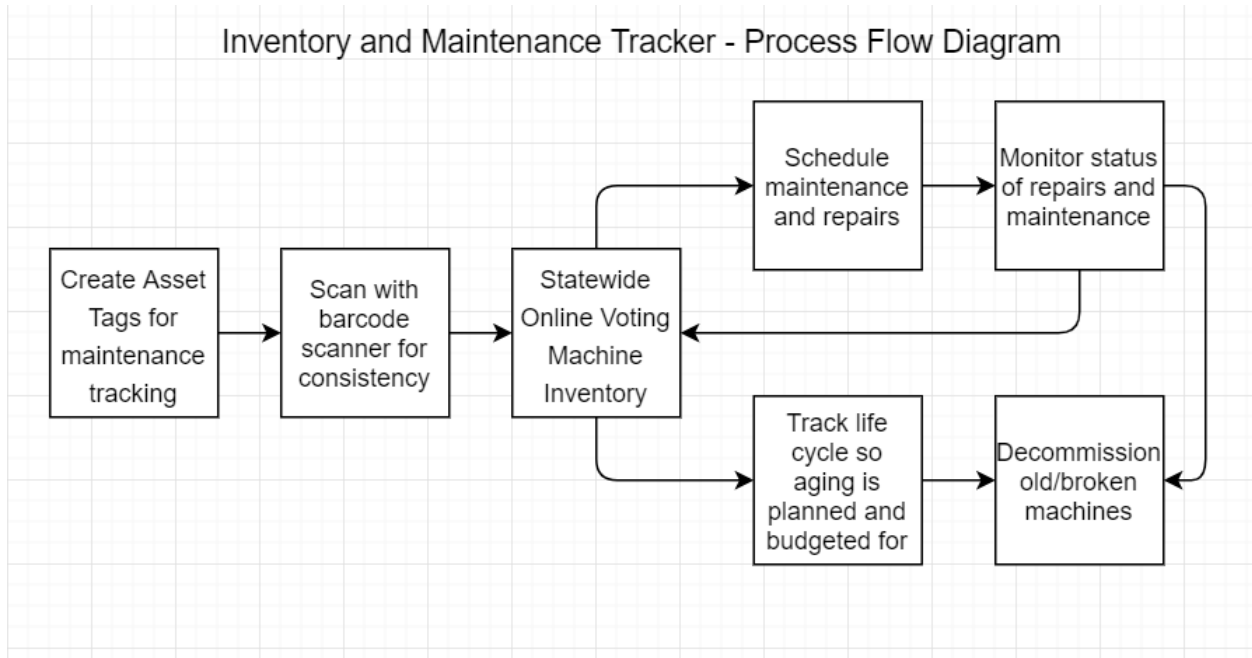 Inventory and Maintenance Tracker - Process Flow Diagram
Create Asset
Tags for
maintenance
tracking
Scan with
barcode
scanner for
consistency
Statewide
Online Voting
Machine
Inventory
Schedule
maintenance
and repairs
Monitor status
of repairs and
maintenance
Track life
cycle so
aging is
planned and
budgeted for
Decommission
old/broken
machines